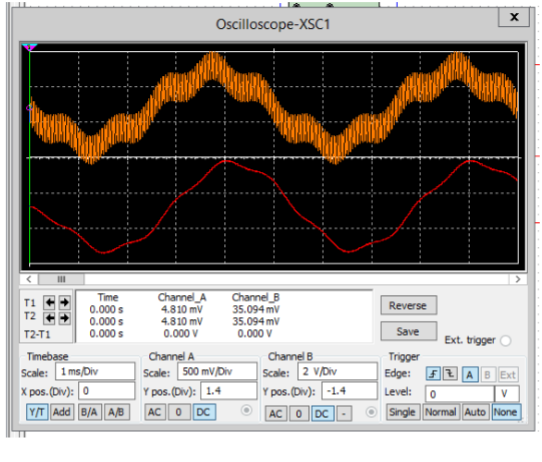 Oscilloscope-XSC1
x
T1
T2
T2-T1
Time Channel_A Channel_B
0.000 s 4.810 mV 35.094 mV
0.000 s 4.810 mV 35.094 mV
0.000 s 0.000 V 0.000 V
Reverse
Save
Ext. trigger
Timebase
Scale: 1 ms/Div
X pos.(Div): 0
Y/T Add B/A A/B
Channel A
Scale: 500 mV/Div
Y pos.(Div): 1.4
AC 0 DC
Channel B
Scale: 2 V/Div
Y pos.(Div): -1.4
AC 0 DC -
Trigger
Edge: A B Ext
Level: 0 V
Single Normal Auto None